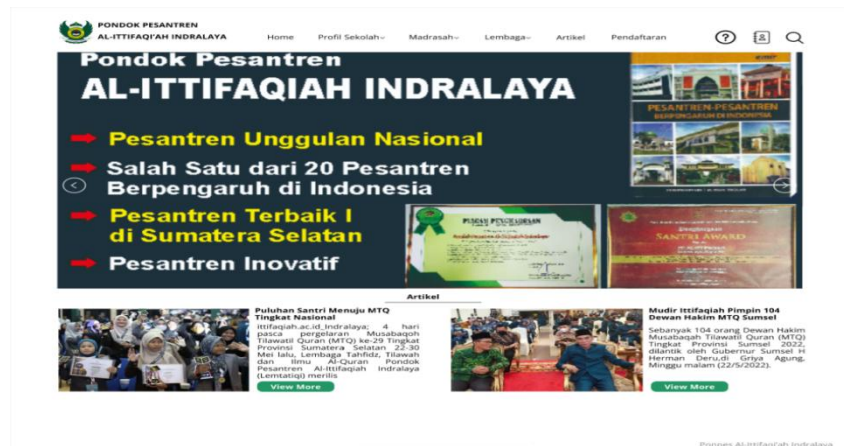 PONDOK PESANTREN
AL-ITTIFAQI'AH INDRALAYA
Home Profil Sekolah Madrasah Lembaga Artikel Pendaftaran
Pondok Pesantren
AL-ITTIFAQIAH INDRALAYA
Pesantren Unggulan Nasional
Salah Satu dari 20 Pesantren
Berpengaruh di Indonesia
Pesantren Terbaik I
di Sumatera Selatan
Pesantren Inovatif
PESANTREN-PESANTREN
BERPENGARUH DI INDONESIA
PIAGAM PENGHARGAAN
SANTRI AWARD
Artikel
Puluhan Santri Menuju MTQ
Tingkat Nasional
ittifaqiah.ac.id_Indralaya; 4 hari
pasca pergelaran Musabaqoh
Tilawatil Quran (MTQ) ke-29 Tingkat
Provinsi Sumatera Selatan 22-30
Mei lalu, Lembaga Tahfidz, Tilawah
dan Ilmu Al-Quran Pondok
Pesantren Al-Ittifaqiah Indralaya
(Lemtatiqi) merilis
View More
Mudir Ittifaqiah Pimpin 104
Dewan Hakim MTQ Sumsel
Sebanyak 104 orang Dewan Hakim
Musabaqah Tilawatil Quran (MTQ)
Tingkat Provinsi Sumsel 2022,
dilantik oleh Gubernur Sumsel H
Herman Deru,di Griya Agung,
Minggu malam (22/5/2022).
View More
Ponpes Al-Ittifaqi'ah Indralaya